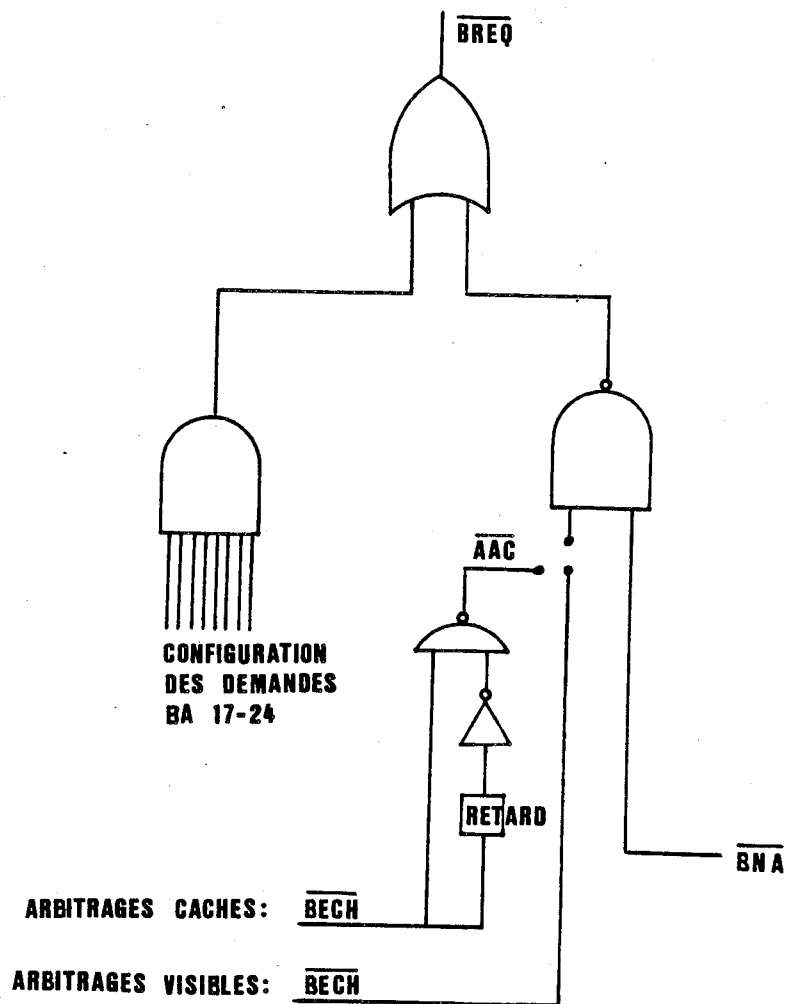 BREQ
AAC
CONFIGURATION
DES DEMANDES
BA 17-24
RETARD
BNA
ARBITRAGES CACHES: BECH
ARBITRAGES VISIBLES: BECH